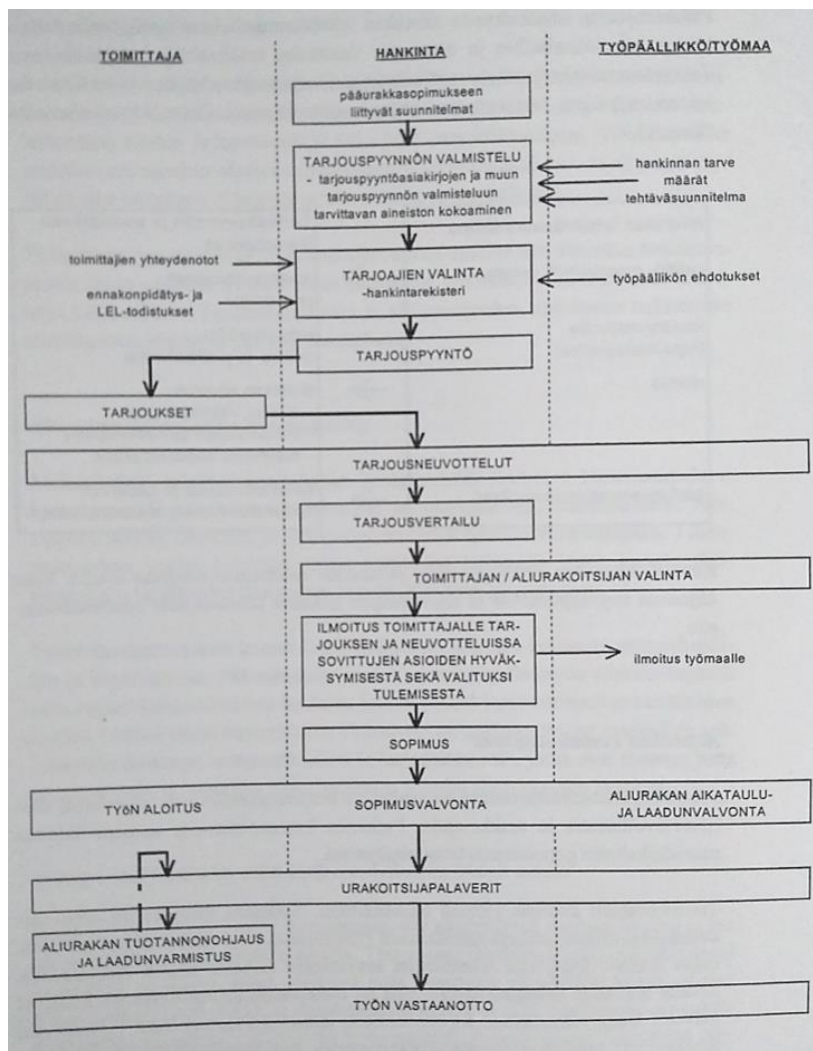 TOIMITTAJA
HANKINTA
TYÖPÄÄLLIKKÖ/TYÖMAA
pääurakkasopimukseen
liittyvät suunnitelmat
TARJOUSPYYNNÖN VALMISTELU
- tarjouspyyntöasiakirjojen ja muun
tarjouspyynnön valmisteluun
tarvittavan aineiston kokoaminen
hankinnan tarve
määrät
tehtäväsuunnitelma
toimittajien yhteydenotot
ennakonpidätys- ja
LEL-todistukset
TARJOAJIEN VALINTA
-hankintarekisteri
työpäällikön ehdotukset
TARJOUSPYYNTÖ
TARJOUKSET
TARJOUSNEUVOTTELUT
TARJOUSVERTAILU
TOIMITTAJAN / ALIURAKOITSIJAN VALINTA
ILMOITUS TOIMITTAJALLE TAR-
JOUKSEN JA NEUVOTTELUISSA
SOVITTUJEN ASIOIDEN HYVÄK-
SYMISESTÄ SEKÄ VALITUKSI
TULEMISESTA
ilmoitus työmaalle
SOPIMUS
TYÖN ALOITUS
SOPIMUSVALVONTA
ALIURAKAN AIKATAULU-
JA LAADUNVALVONTA
URAKOITSIJAPALAVERIT
ALIURAKAN TUOTANNONOHJAUS
JA LAADUNVARMISTUS
TYÖN VASTAANOTTO